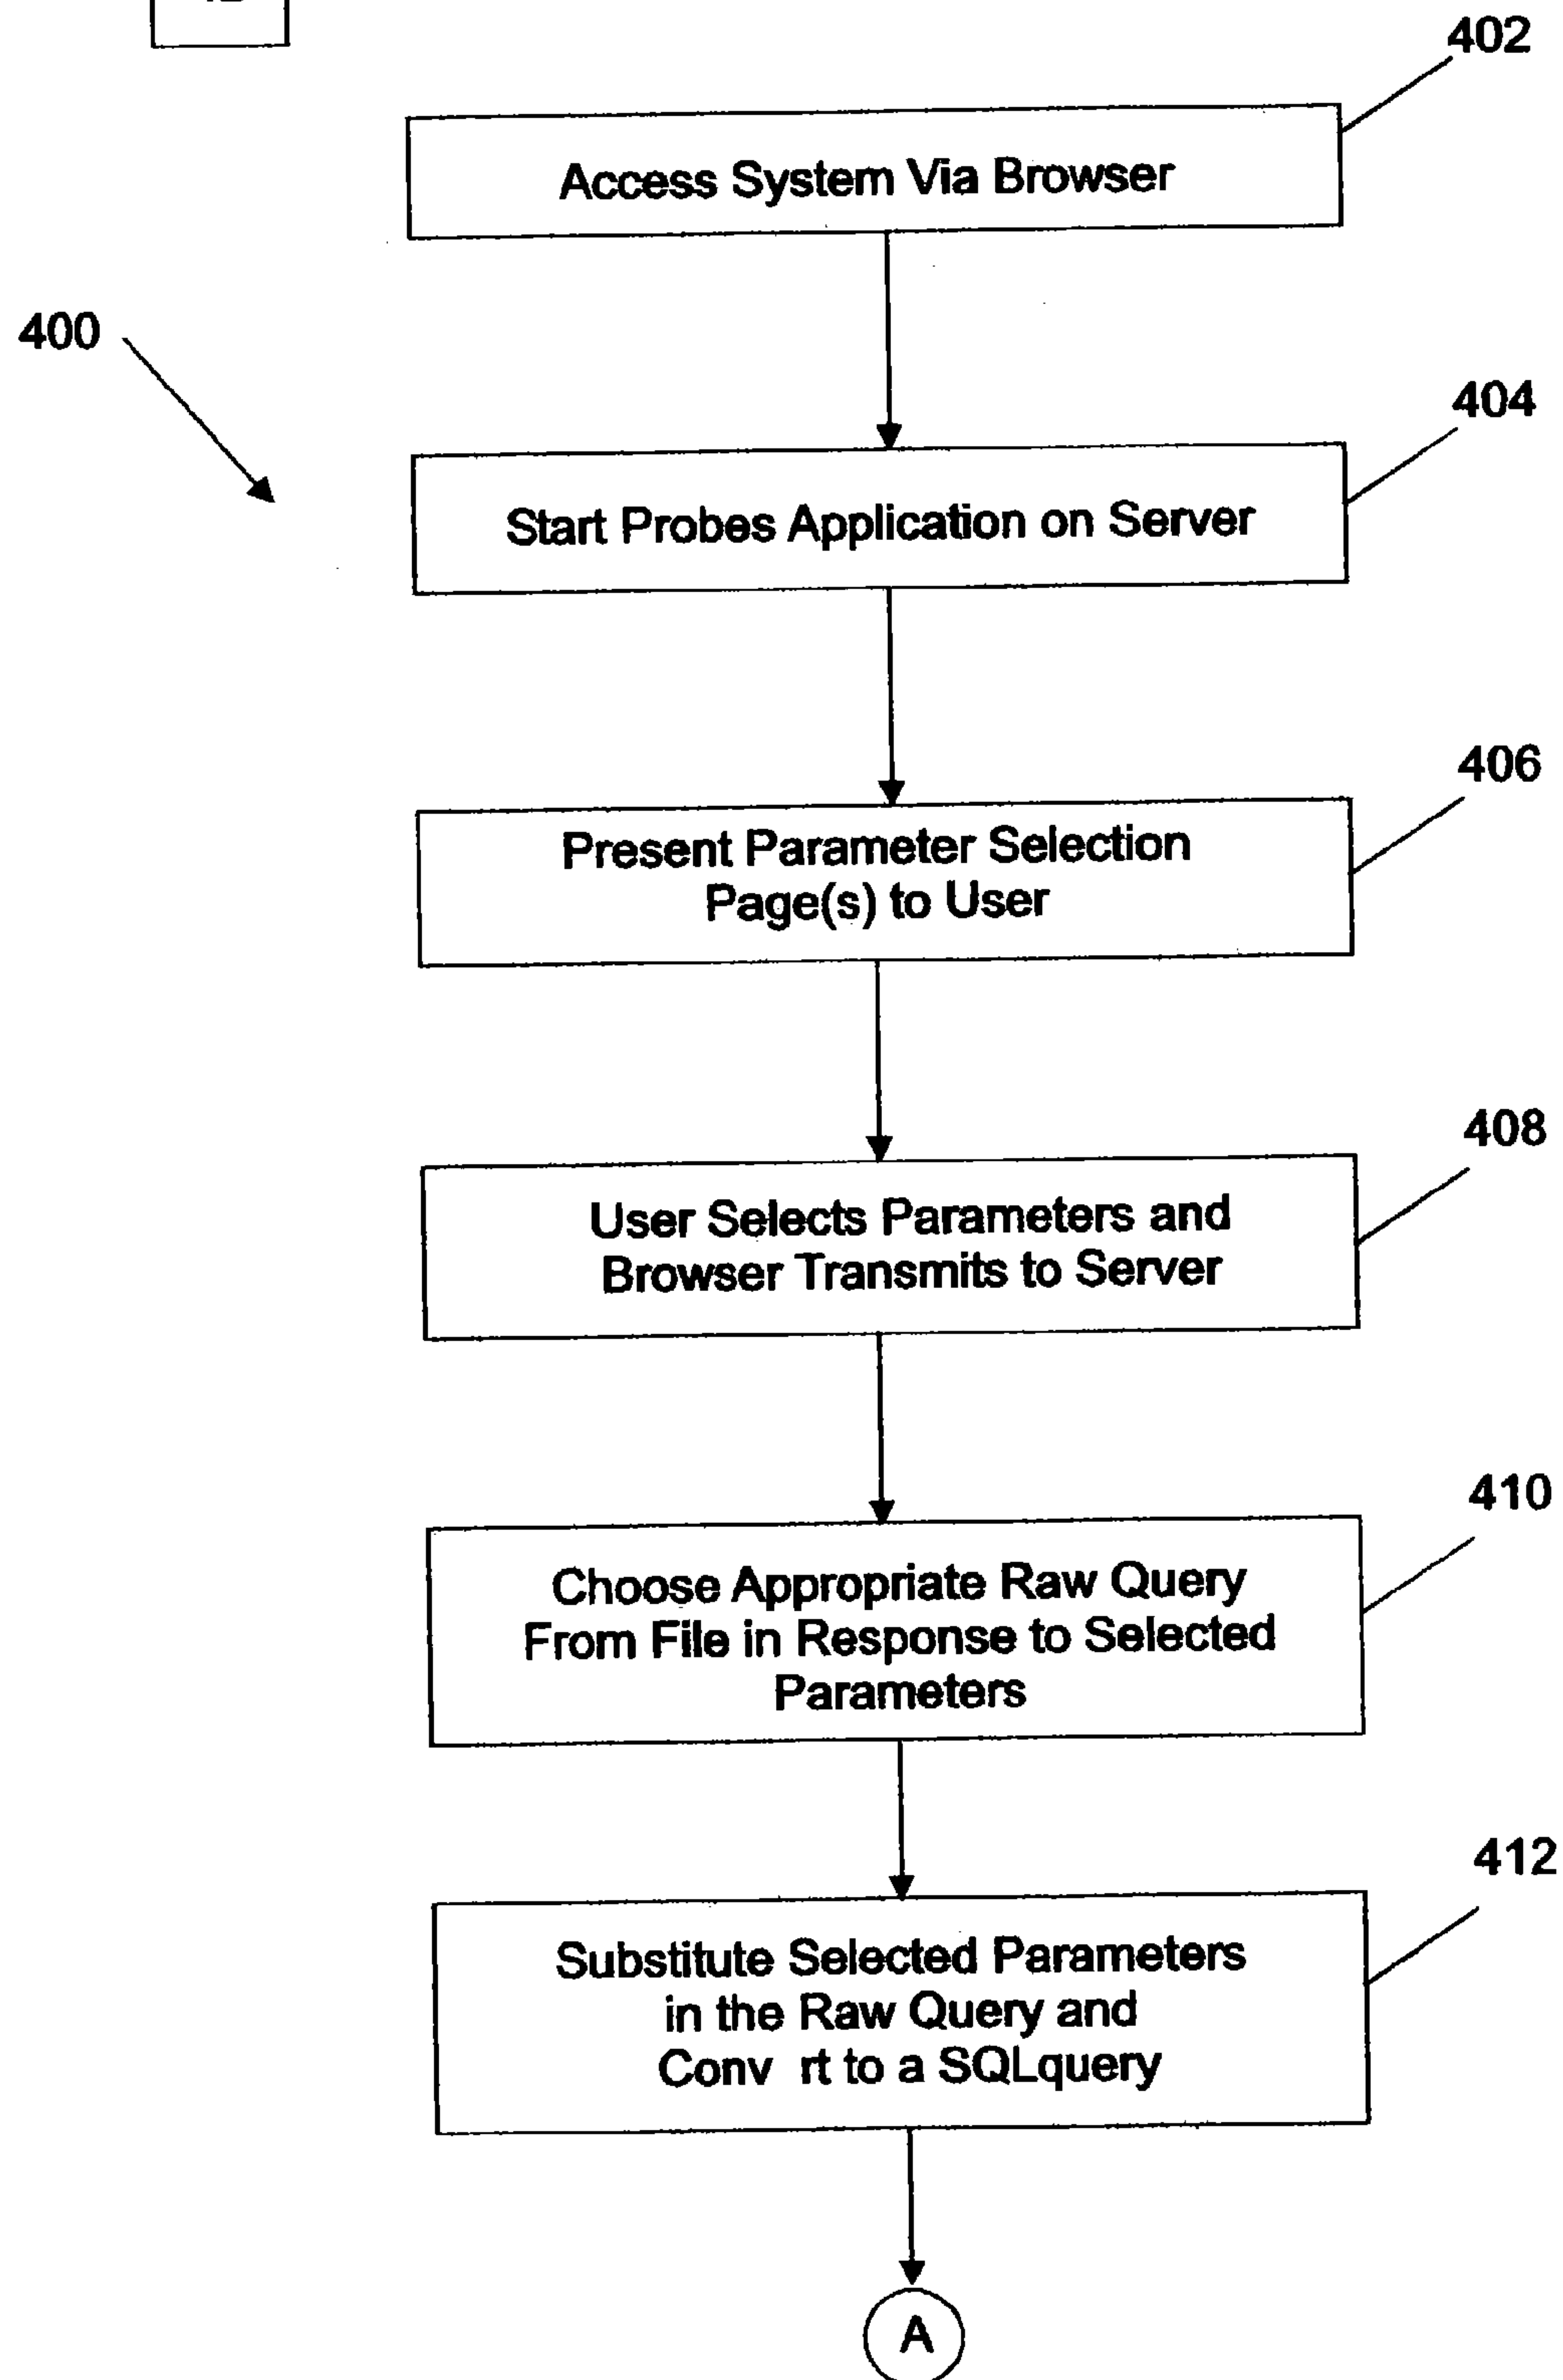 402
Access System Via Browser
400
404
Start Probes Application on Server
406
Present Parameter Selection
Page(s) to User
408
User Selects Parameters and
Browser Transmits to Server
410
Choose Appropriate Raw Query
From File in Response to Selected
Parameters
412
Substitute Selected Parameters
in the Raw Query and
Conv rt to a SQLquery
A